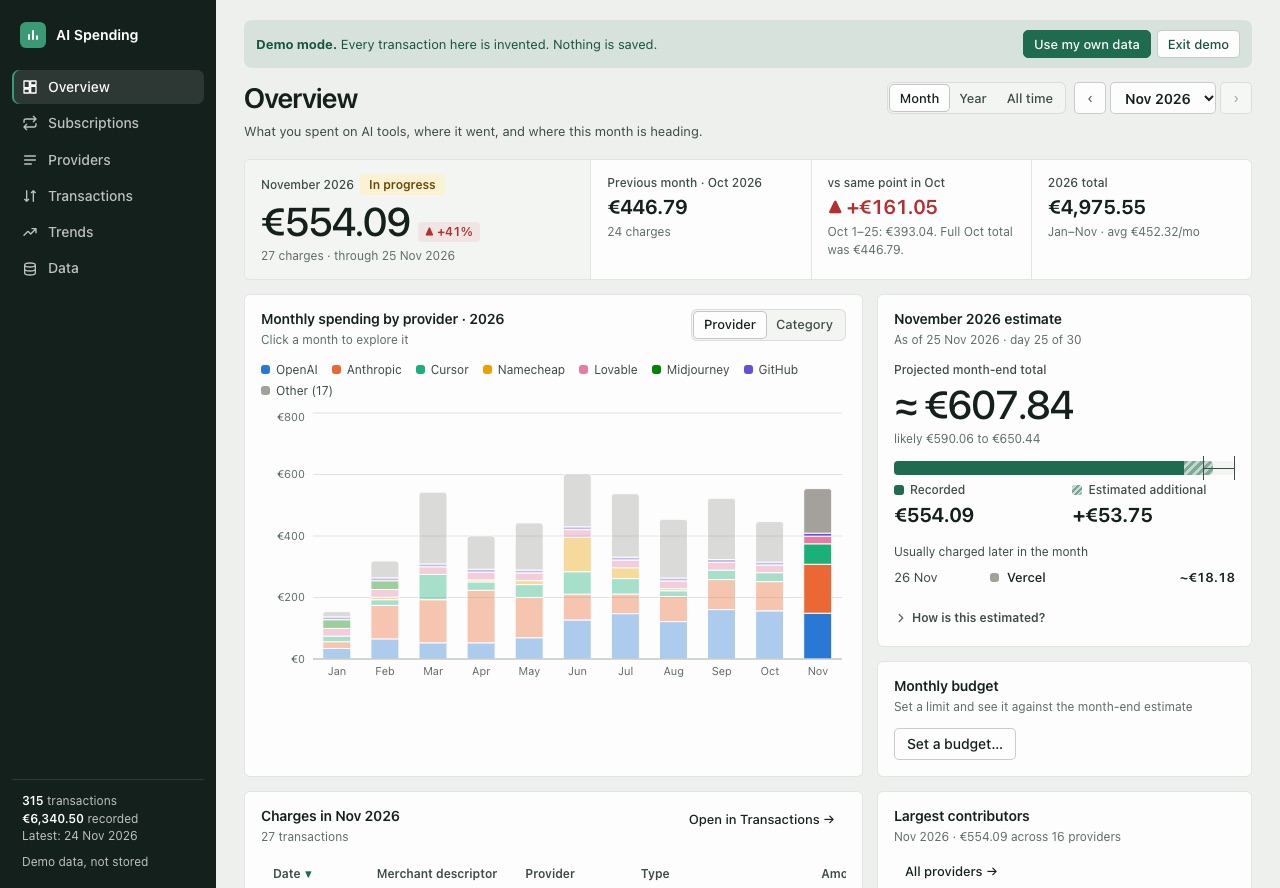 AI Spending
Overview
Subscriptions
Providers
Transactions
Trends
Data
315 transactions
€6,340.50 recorded
Latest: 24 Nov 2026
Demo data, not stored
Demo mode. Every transaction here is invented. Nothing is saved.
Use my own data
Exit demo
Overview
Month
Year
All time
‹
Nov 2026
›
What you spent on AI tools, where it went, and where this month is heading.
November 2026
In progress
€554.09
▲ +41%
27 charges · through 25 Nov 2026
Previous month · Oct 2026
€446.79
24 charges
vs same point in Oct
▲ +€161.05
Oct 1–25: €393.04. Full Oct total
was €446.79.
2026 total
€4,975.55
Jan–Nov · avg €452.32/mo
Monthly spending by provider · 2026
Click a month to explore it
Provider
Category
OpenAI
Anthropic
Cursor
Namecheap
Lovable
Midjourney
GitHub
Other (17)
€800
€600
€400
€200
€0
Jan
Feb
Mar
Apr
May
Jun
Jul
Aug
Sep
Oct
Nov
November 2026 estimate
As of 25 Nov 2026 · day 25 of 30
Projected month-end total
≈ €607.84
likely €590.06 to €650.44
Recorded
€554.09
Estimated additional
+€53.75
Usually charged later in the month
26 Nov
Vercel
~€18.18
How is this estimated?
Monthly budget
Set a limit and see it against the month-end estimate
Set a budget...
Charges in Nov 2026
27 transactions
Open in Transactions →
Date ▼
Merchant descriptor
Provider
Type
Amc
Largest contributors
Nov 2026 · €554.09 across 16 providers
All providers →